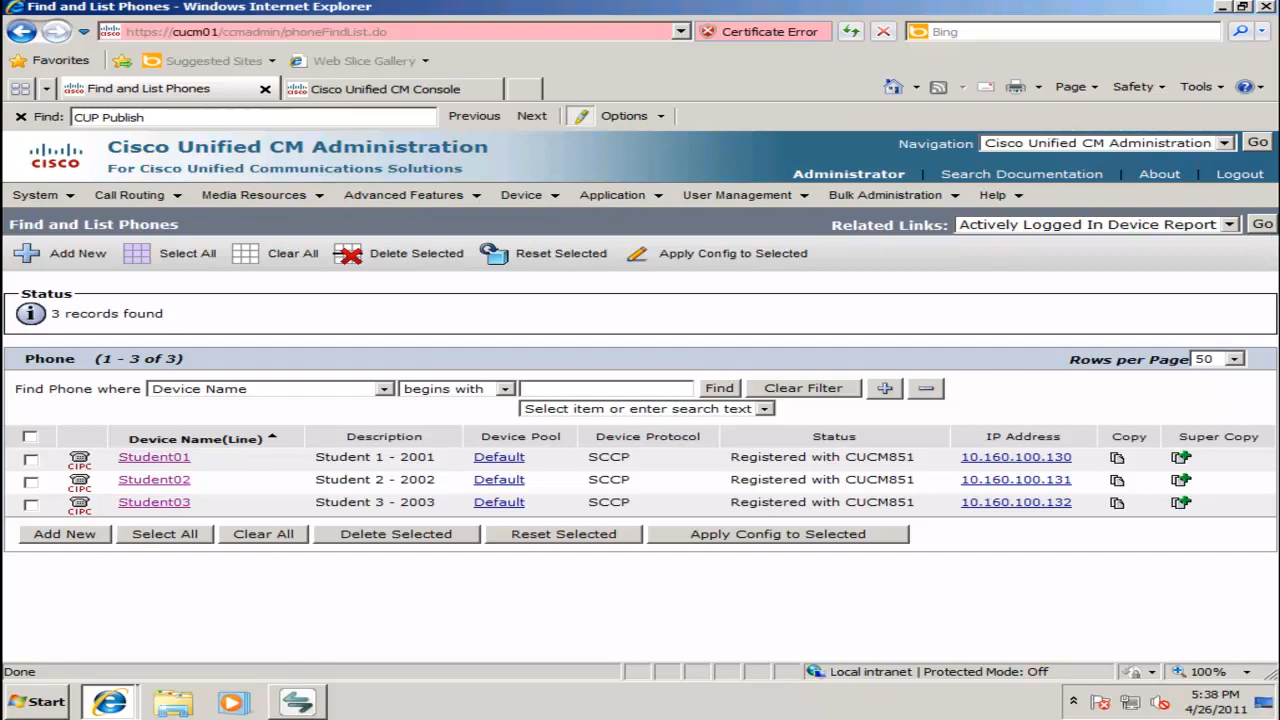 Find and List Phones - Windows Internet Explorer
https://cucm01/ccmadmin/phoneFindList.do
Certificate Error
Bing
Favorites
Suggested Sites
Web Slice Gallery
Find and List Phones
Cisco Unified CM Console
Page
Safety
Tools
Find: CUP Publish
Previous
Next
Options
CISCO
Cisco Unified CM Administration
For Cisco Unified Communications Solutions
Navigation Cisco Unified CM Administration Go
Administrator | Search Documentation | About | Logout
System Call Routing Media Resources Advanced Features Device Application User Management Bulk Administration Help
Find and List Phones
Related Links: Actively Logged In Device Report Go
Add New Select All Clear All Delete Selected Reset Selected Apply Config to Selected
Status
3 records found
Phone (1 - 3 of 3)
Rows per Page 50
Find Phone where Device Name begins with Find Clear Filter
Select item or enter search text
Device Name(Line) Description Device Pool Device Protocol Status IP Address Copy Super Copy
CIPC Student01 Student 1 - 2001 Default SCCP Registered with CUCM851 10.160.100.130
CIPC Student02 Student 2 - 2002 Default SCCP Registered with CUCM851 10.160.100.131
CIPC Student03 Student 3 - 2003 Default SCCP Registered with CUCM851 10.160.100.132
Add New Select All Clear All Delete Selected Reset Selected Apply Config to Selected
Done
Local intranet | Protected Mode: Off
100%
Start
5:38 PM
4/26/2011